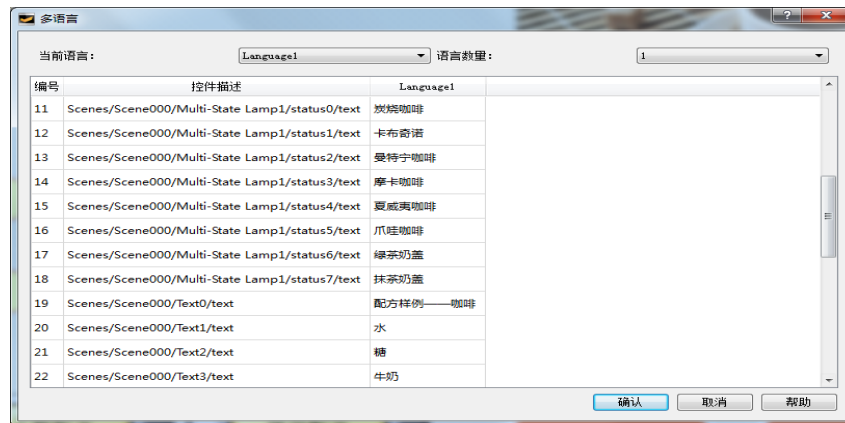 多语言
当前语言： Language1 语言数量： 1
编号 控件描述 Language1
11 Scenes/Scene000/Multi-State Lamp1/status0/text 炭烧咖啡
12 Scenes/Scene000/Multi-State Lamp1/status1/text 卡布奇诺
13 Scenes/Scene000/Multi-State Lamp1/status2/text 曼特宁咖啡
14 Scenes/Scene000/Multi-State Lamp1/status3/text 摩卡咖啡
15 Scenes/Scene000/Multi-State Lamp1/status4/text 夏威夷咖啡
16 Scenes/Scene000/Multi-State Lamp1/status5/text 爪哇咖啡
17 Scenes/Scene000/Multi-State Lamp1/status6/text 绿茶奶盖
18 Scenes/Scene000/Multi-State Lamp1/status7/text 抹茶奶盖
19 Scenes/Scene000/Text0/text 配方样例——咖啡
20 Scenes/Scene000/Text1/text 水
21 Scenes/Scene000/Text2/text 糖
22 Scenes/Scene000/Text3/text 牛奶
确认 取消 帮助